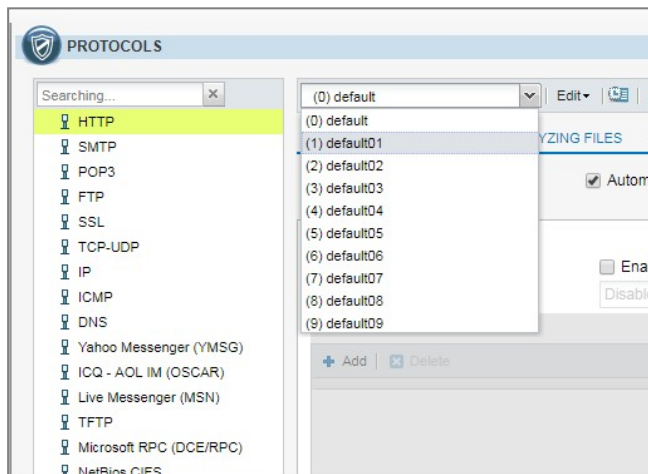 PROTOCOLS
Searching...
HTTP
SMTP
POP3
FTP
SSL
TCP-UDP
IP
ICMP
DNS
Yahoo Messenger (YMSG)
ICQ - AOL IM (OSCAR)
Live Messenger (MSN)
TFTP
Microsoft RPC (DCE/RPC)
NetBios CIFS
(0) default Edit
(0) default
(1) default01
(2) default02
(3) default03
(4) default04
(5) default05
(6) default06
(7) default07
(8) default08
(9) default09
YZING FILES
Autom
Ena
Disable
Add Delete